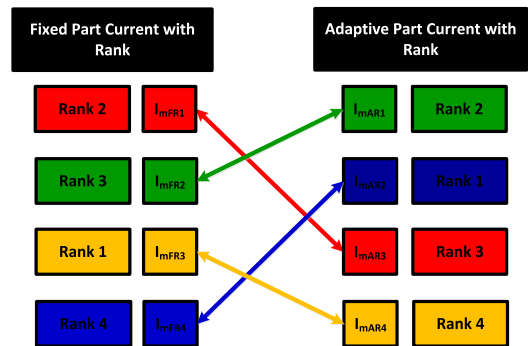 Fixed Part Current with
Rank
Adaptive Part Current with
Rank
Rank 2 ImFR1 ImAR1 Rank 2
Rank 3 ImFR2 ImAR2 Rank 1
Rank 1 ImFR3 ImAR3 Rank 3
Rank 4 ImFR4 ImAR4 Rank 4